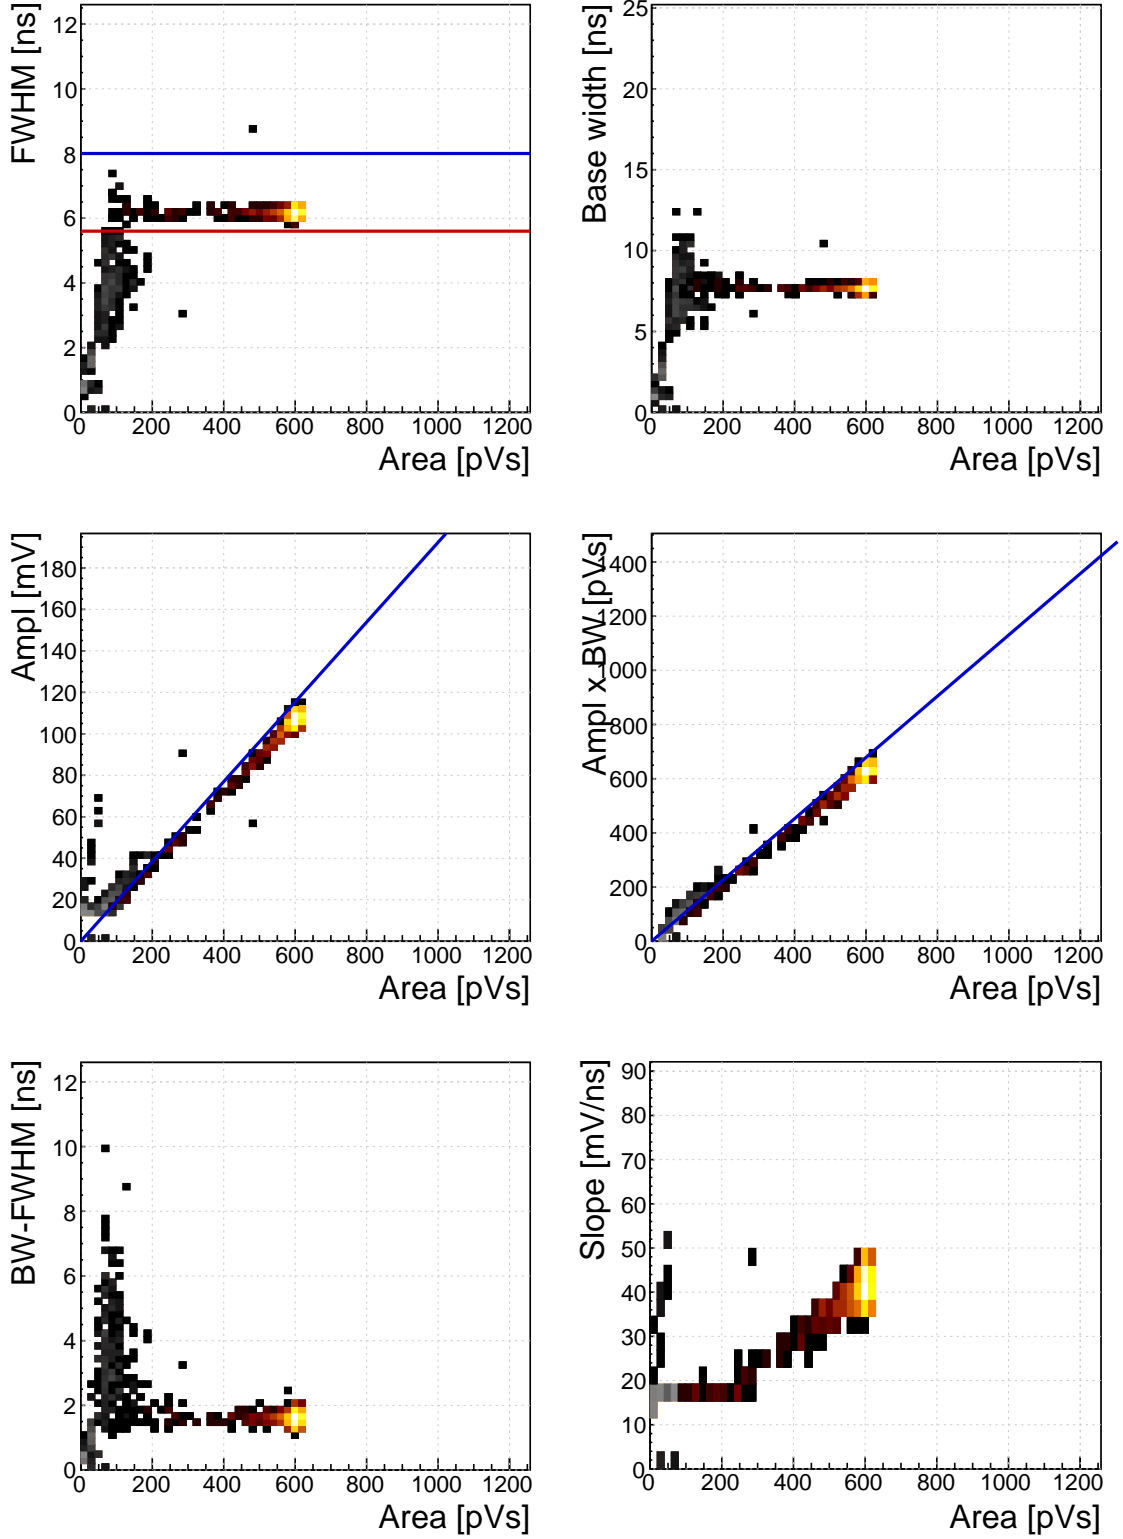 FWHM [ns]
12
10
8
6
4
2
0
0 200 400 600 800 1000 1200
Area [pVs]
Base width [ns]
25
20
15
10
5
0
0 200 400 600 800 1000 1200
Area [pVs]
Ampl [mV]
180
160
140
120
100
80
60
40
20
0
0 200 400 600 800 1000 1200
Area [pVs]
Ampl x BW [pVs]
1400
1200
1000
800
600
400
200
0
0 200 400 600 800 1000 1200
Area [pVs]
BW-FWHM [ns]
12
10
8
6
4
2
0
0 200 400 600 800 1000 1200
Area [pVs]
Slope [mV/ns]
90
80
70
60
50
40
30
20
10
0
0 200 400 600 800 1000 1200
Area [pVs]